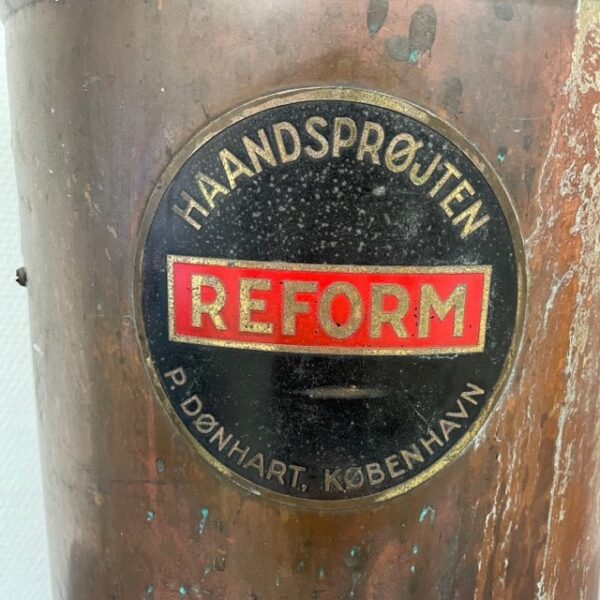 HAANDSPRØJTEN
REFORM
P. DØNHART, KØBENHAVN